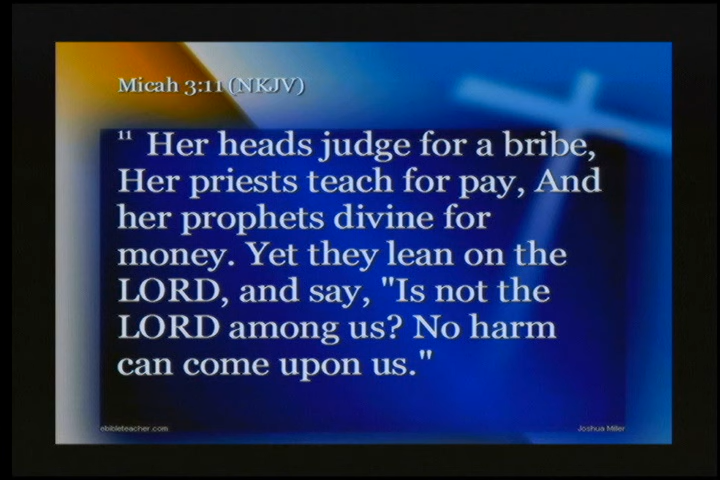 Micah 3:11 (NKJV)
11 Her heads judge for a bribe,
Her priests teach for pay, And
her prophets divine for
money. Yet they lean on the
LORD, and say, "Is not the
LORD among us? No harm
can come upon us."
ebibleteacher.com
Joshua Miller